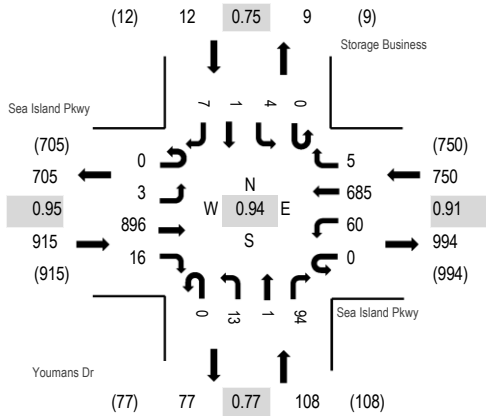 (12) 12 0.75 9 (9)
Storage Business
Sea Island Pkwy
7 1 4 0
(705) (750)
0 5
705 750
3 N 685
0.95 W 0.94 E 0.91
896 60
915 S 994
16 0
(915) (994)
0 13 1 94
Sea Island Pkwy
Youmans Dr
(77) 77 0.77 108 (108)